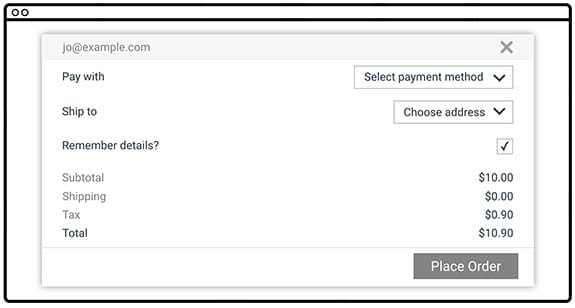 jo@example.com
Pay with Select payment method
Ship to Choose address
Remember details?
Subtotal $10.00
Shipping $0.00
Tax $0.90
Total $10.90
Place Order